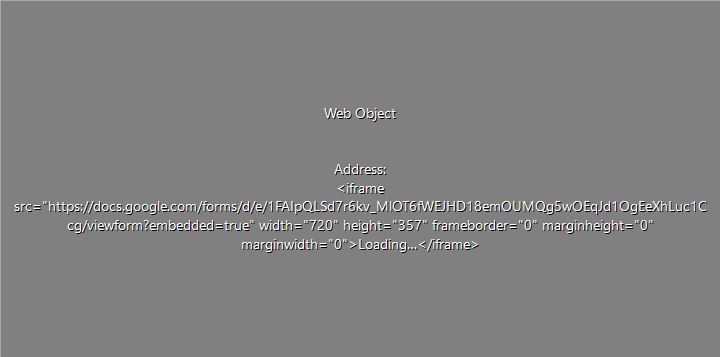 Web Object
Address:
<iframe
src="https://docs.google.com/forms/d/e/1FAIpQLSd7r6kv_MlOT6fWEJHD18emOUMQg5wOEqJd1OgEeXhLuc1C
cg/viewform?embedded=true" width="720" height="357" frameborder="0" marginheight="0"
marginwidth="0">Loading...</iframe>